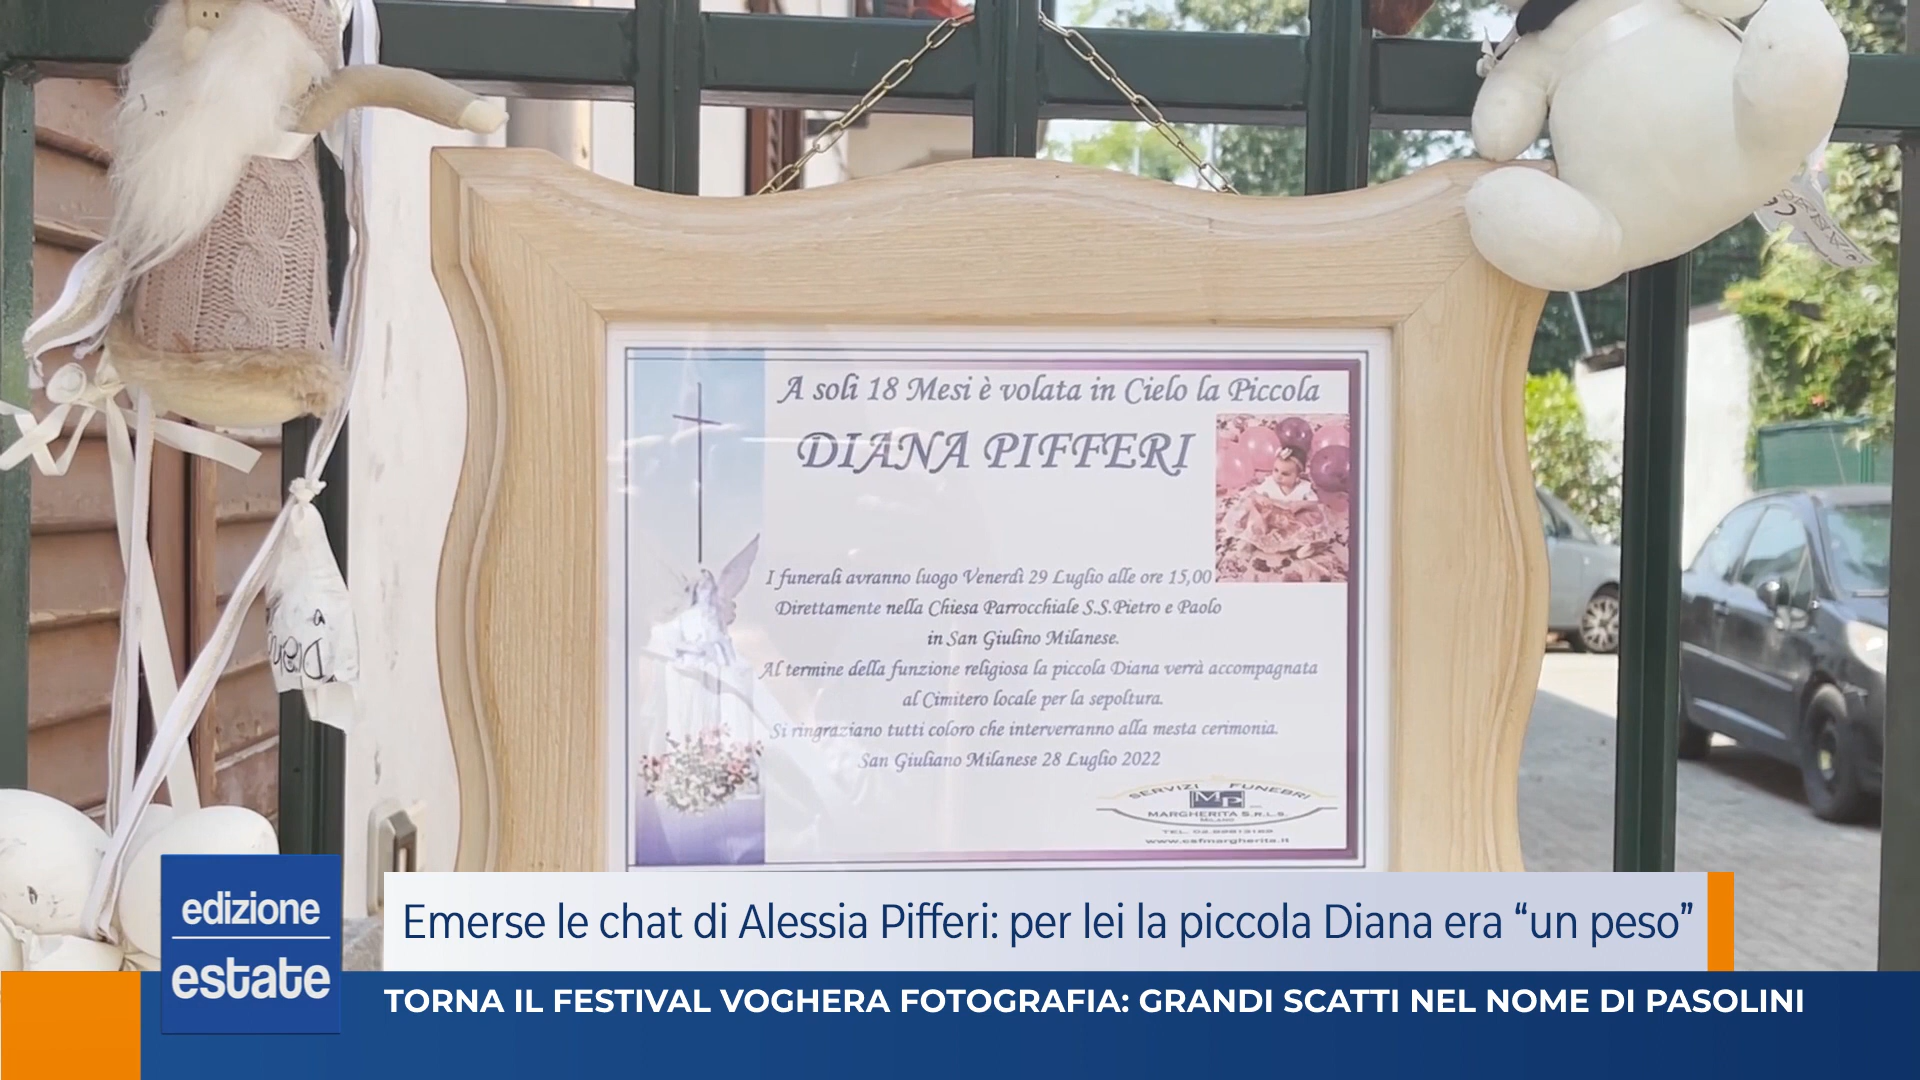 A soli 18 Mesi è volata in Cielo la Piccola
DIANA PIFFERI
I funerali avranno luogo Venerdì 29 Luglio alle ore 15,00
Direttamente nella Chiesa Parrocchiale S.S.Pietro e Paolo
in San Giulino Milanese.
Al termine della funzione religiosa la piccola Diana verrà accompagnata
al Cimitero locale per la sepoltura.
Si ringraziano tutti coloro che interverranno alla mesta cerimonia.
San Giuliano Milanese 28 Luglio 2022
SERVIZI FUNEBRI
MP
MARGHERITA S.R.L.S.
MILANO
www.csfmargherita.it
CE
edizione
estate
Emerse le chat di Alessia Pifferi: per lei la piccola Diana era “un peso”
TORNA IL FESTIVAL VOGHERA FOTOGRAFIA: GRANDI SCATTI NEL NOME DI PASOLINI